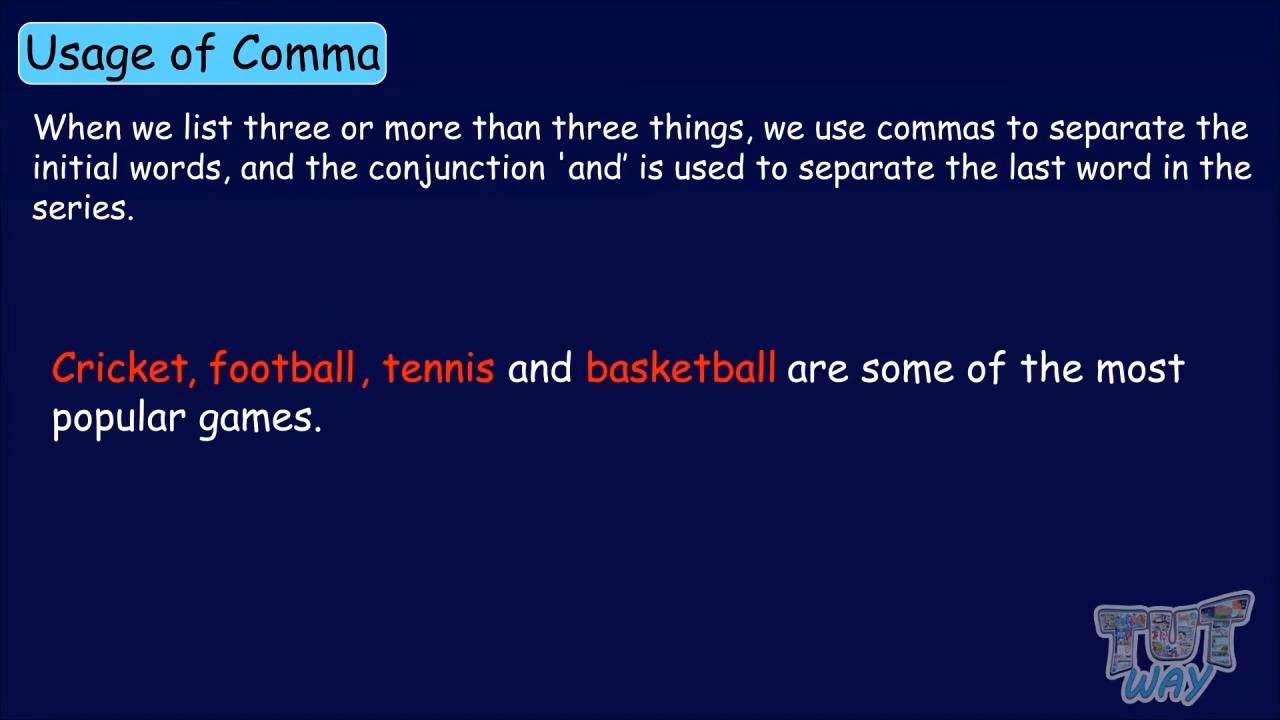 Usage of Comma
When we list three or more than three things, we use commas to separate the
initial words, and the conjunction 'and’ is used to separate the last word in the
series.
Cricket, football, tennis and basketball are some of the most
popular games.
TUT
WAY